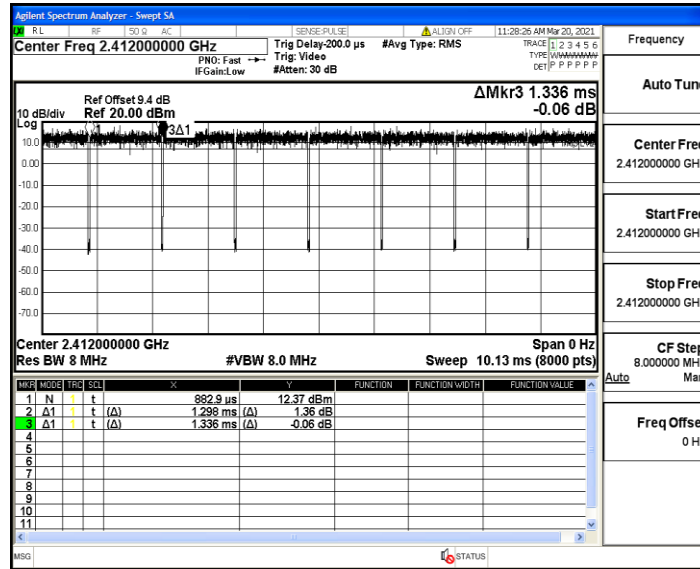 Agilent Spectrum Analyzer - Swept SA
LXI RL RF 50 Ω AC SENSE:PULSE ALIGN OFF 11:28:26 AM Mar 20, 2021
Center Freq 2.412000000 GHz
PNO: Fast
IFGain:Low
Trig Delay-200.0 µs
Trig: Video
#Atten: 30 dB
#Avg Type: RMS
TRACE 1 2 3 4 5 6
TYPE WWWWWW
DET P P P P P P
ΔMkr3 1.336 ms
-0.06 dB
Ref Offset 9.4 dB
10 dB/div Ref 20.00 dBm
Log
3Δ1
10.0
0.00
-10.0
-20.0
-30.0
-40.0
-50.0
-60.0
-70.0
Center 2.412000000 GHz Span 0 Hz
Res BW 8 MHz #VBW 8.0 MHz Sweep 10.13 ms (8000 pts)
MKR MODE TRC SCL X Y FUNCTION FUNCTION WIDTH FUNCTION VALUE
1 N 1 t 882.9 µs 12.37 dBm
2 Δ1 1 t (Δ) 1.298 ms (Δ) 1.36 dB
3 Δ1 1 t (Δ) 1.336 ms (Δ) -0.06 dB
4
5
6
7
8
9
10
11
MSG STATUS
Frequency
Auto Tune
Center Freq
2.412000000 GH
Start Freq
2.412000000 GH
Stop Freq
2.412000000 GH
CF Step
8.000000 MH
Auto Ma
Freq Offse
0 H